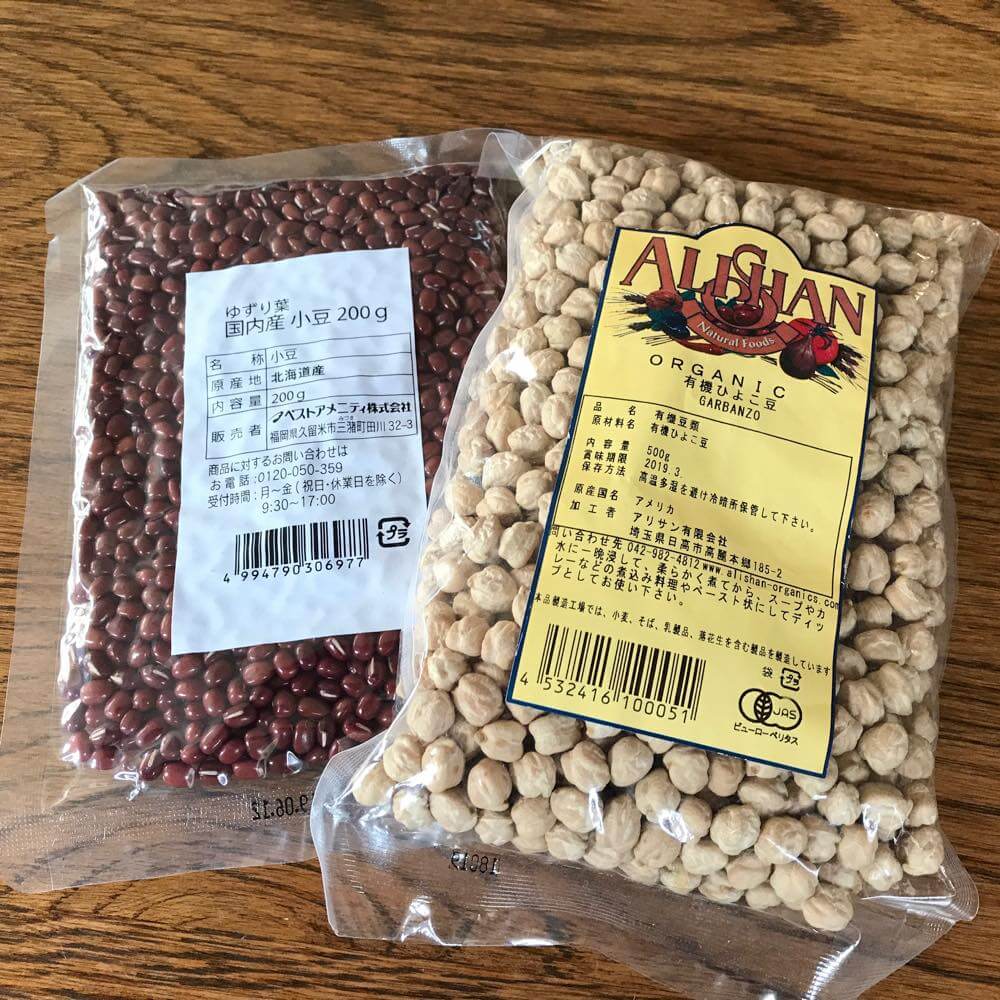 ゆずり葉
国内産 小豆 200g
名称 小豆
原産地 北海道産
内容量 200g
販売者 ベストアメニティ株式会社
福岡県久留米市三潴町田川32-3
商品に対するお問い合わせは
お電話:0120-050-359
受付時間:月〜金(祝日・休業日を除く)
9:30〜17:00
プラ
4 994790 306977
9.06.12
ALISHAN
Natural Foods
ORGANIC
有機ひよこ豆
GARBANZO
品名 有機豆類
原材料名 有機ひよこ豆
内容量 500g
賞味期限 2019.3.
保存方法 高温多湿を避け冷暗所保管して下さい。
原産国名 アメリカ
加工者 アリサン有限会社
埼玉県日高市高麗本郷185-2
問い合わせ先 042-982-4812 www.alishan-organics.com
水に一晩浸して、柔らかく煮てから、スープやカ
レーなどの煮込み料理やペースト状にしてディッ
プとしてお使い下さい。
本品製造工場では、小麦、そば、乳製品、落花生を含む製品を製造しています
袋 プラ
4 532416 100051
JAS
ビューローベリタス